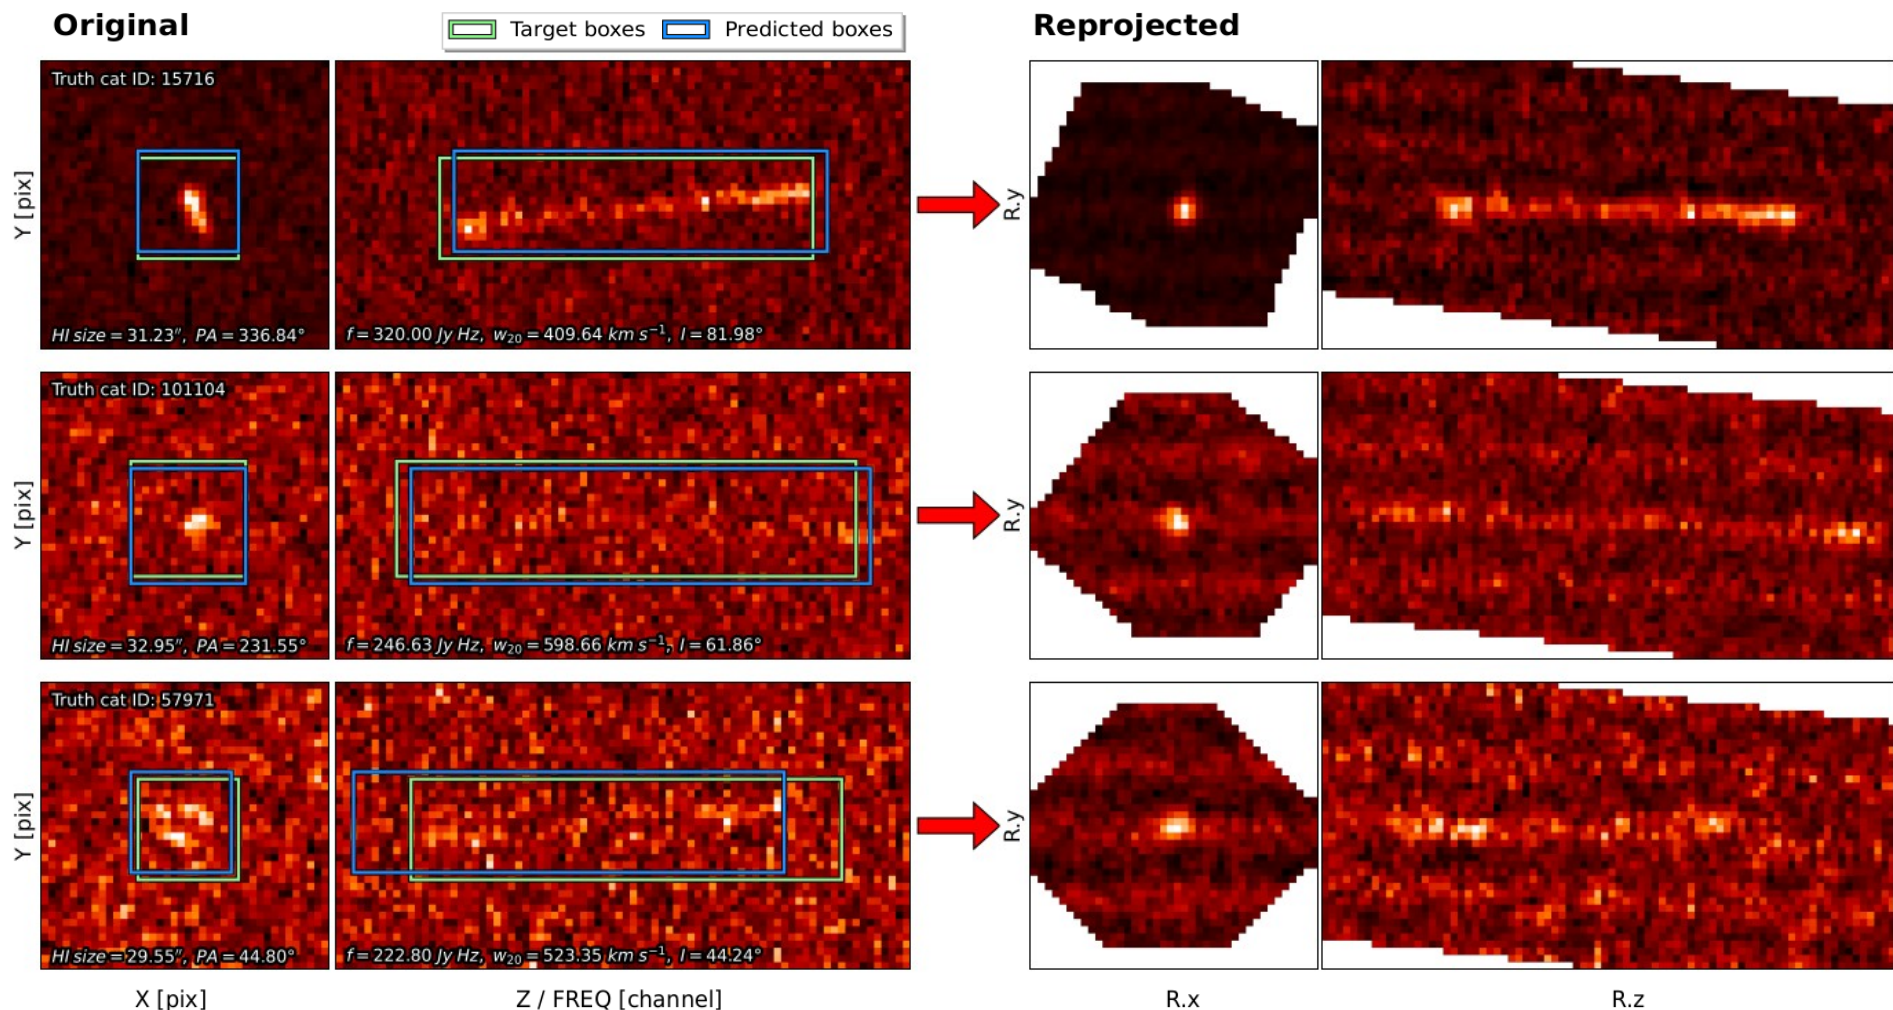 Original
Target boxes
Predicted boxes
Reprojected
Truth cat ID: 15716
Y [pix]
HI size = 31.23″, PA = 336.84°
f = 320.00 Jy Hz, w₂₀ = 409.64 km s⁻¹, I = 81.98°
R.y
Truth cat ID: 101104
Y [pix]
HI size = 32.95″, PA = 231.55°
f = 246.63 Jy Hz, w₂₀ = 598.66 km s⁻¹, I = 61.86°
R.y
Truth cat ID: 57971
Y [pix]
HI size = 29.55″, PA = 44.80°
f = 222.80 Jy Hz, w₂₀ = 523.35 km s⁻¹, I = 44.24°
R.y
X [pix]
Z / FREQ [channel]
R.x
R.z